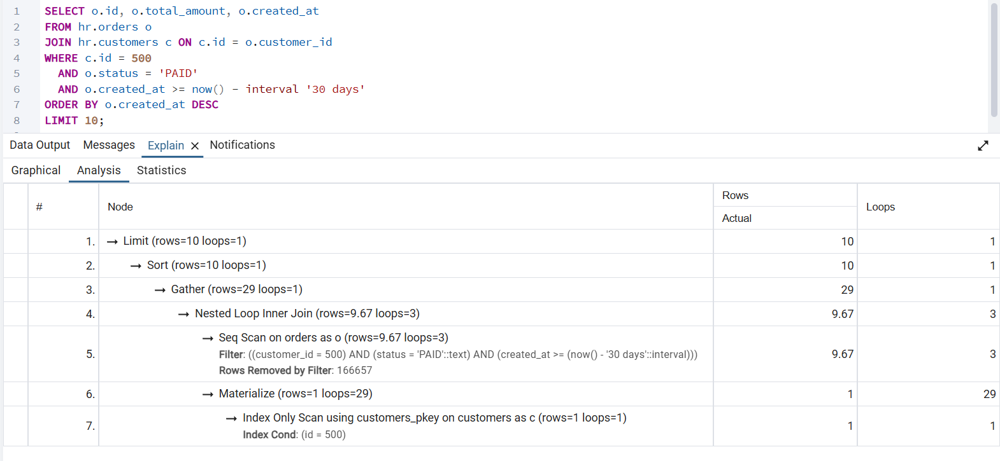 1 SELECT o.id, o.total_amount, o.created_at
2 FROM hr.orders o
3 JOIN hr.customers c ON c.id = o.customer_id
4 WHERE c.id = 500
5 AND o.status = 'PAID'
6 AND o.created_at >= now() - interval '30 days'
7 ORDER BY o.created_at DESC
8 LIMIT 10;
Data Output Messages Explain × Notifications
Graphical Analysis Statistics
# Node Rows Loops
Actual
1. → Limit (rows=10 loops=1) 10 1
2. → Sort (rows=10 loops=1) 10 1
3. → Gather (rows=29 loops=1) 29 1
4. → Nested Loop Inner Join (rows=9.67 loops=3) 9.67 3
5. → Seq Scan on orders as o (rows=9.67 loops=3) 9.67 3
Filter: ((customer_id = 500) AND (status = 'PAID'::text) AND (created_at >= (now() - '30 days'::interval)))
Rows Removed by Filter: 166657
6. → Materialize (rows=1 loops=29) 1 29
7. → Index Only Scan using customers_pkey on customers as c (rows=1 loops=1) 1 1
Index Cond: (id = 500)